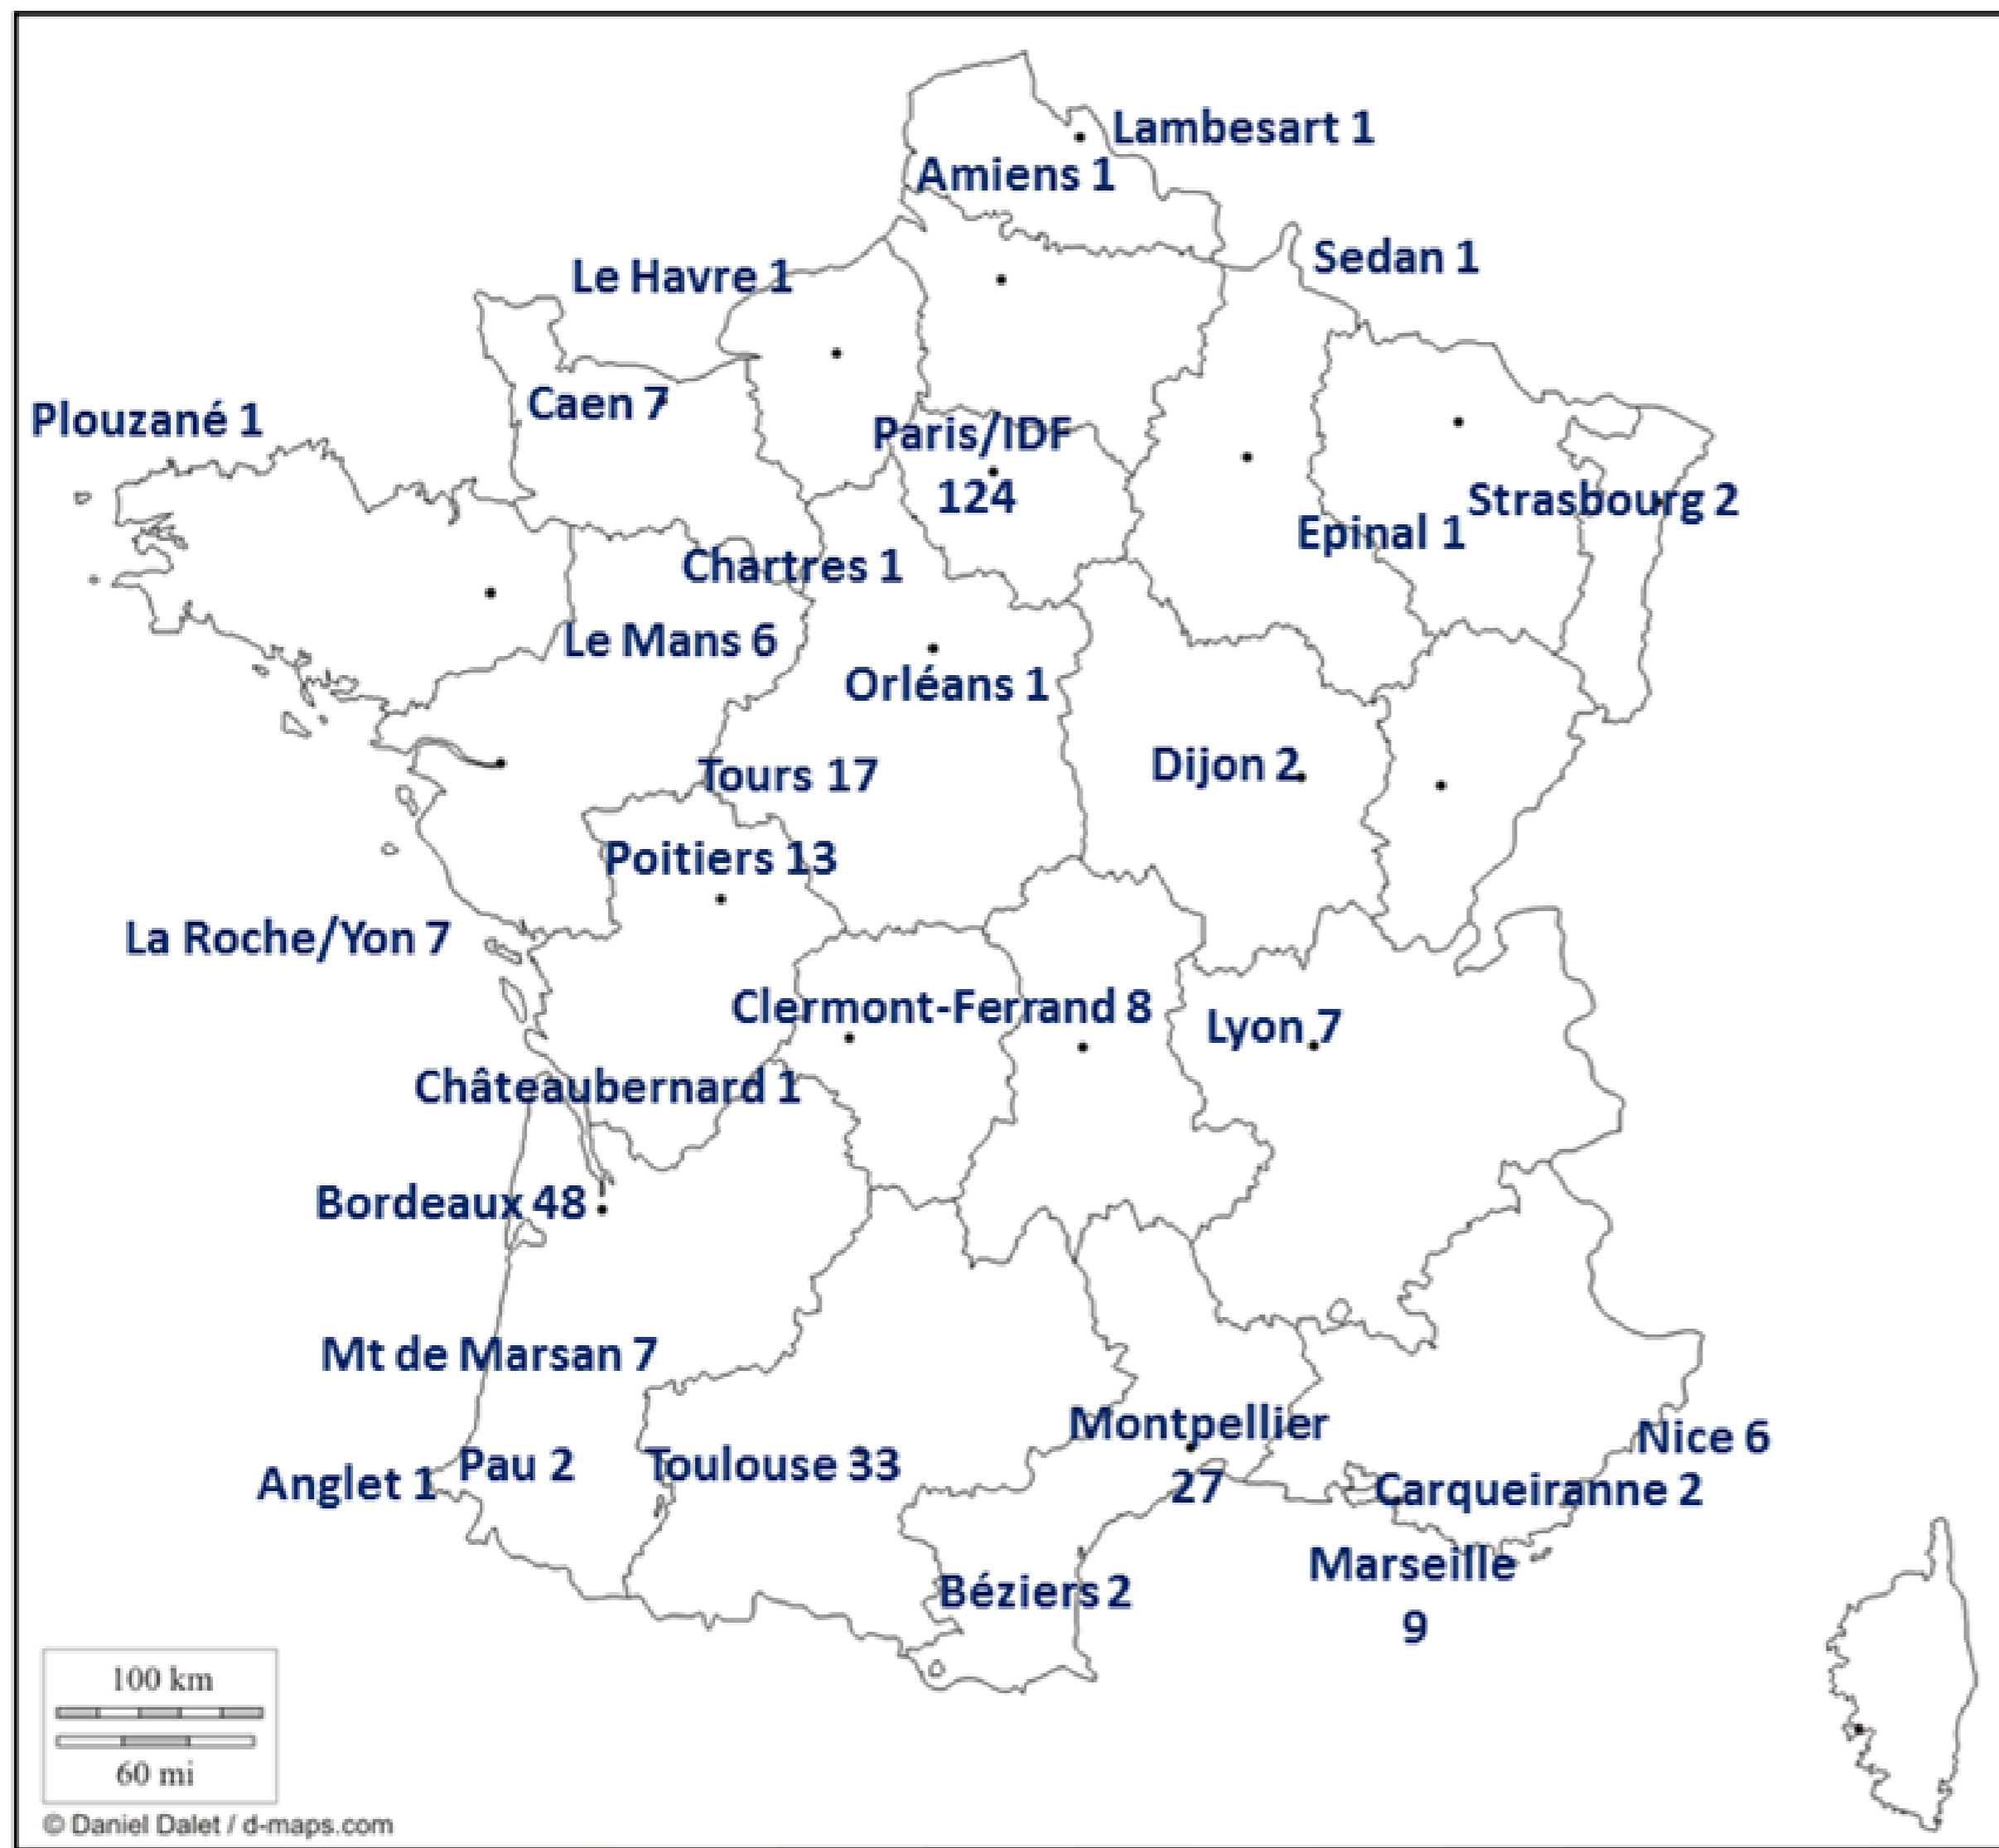 Lambesart 1
Amiens 1
Sedan 1
Le Havre 1
Caen 7
Plouzané 1
Paris/IDF
124
Strasbourg 2
Epinal 1
Chartres 1
Le Mans 6
Orléans 1
Dijon 2
Tours 17
Poitiers 13
La Roche/Yon 7
Clermont-Ferrand 8
Lyon 7
Châteaubernard 1
Bordeaux 48
Mt de Marsan 7
Montpellier
27
Nice 6
Anglet 1
Pau 2
Toulouse 33
Carqueiranne 2
Marseille
9
Béziers 2
100 km
60 mi
© Daniel Dalet / d-maps.com